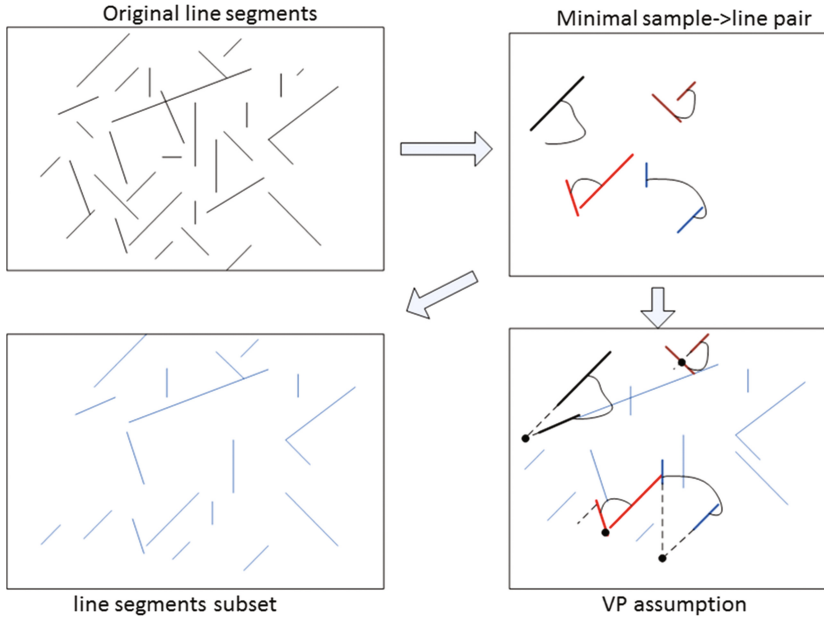 Original line segments
Minimal sample->line pair
line segments subset
VP assumption